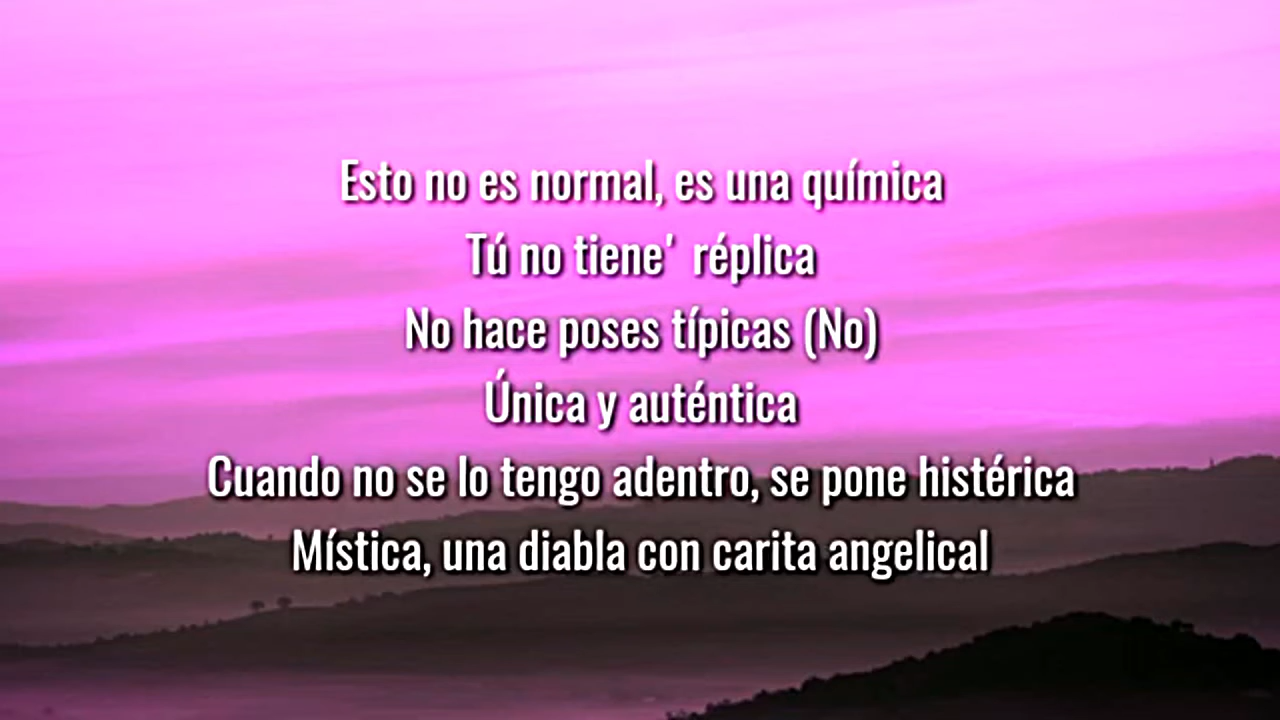 Esto no es normal, es una química
Tú no tiene' réplica
No hace poses típicas (No)
Única y auténtica
Cuando no se lo tengo adentro, se pone histérica
Mística, una diabla con carita angelical